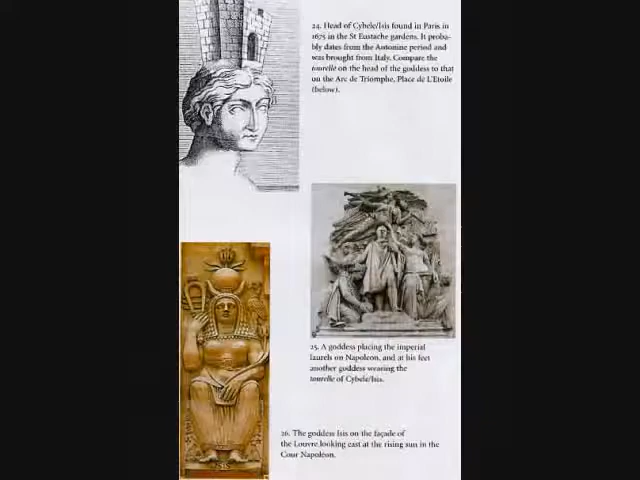 24. Head of Cybele/Isis found in Paris in
1675 in the St Eustache gardens. It proba-
bly dates from the Antonine period and
was brought from Italy. Compare the
tourelle on the head of the goddess to that
on the Arc de Triomphe, Place de L'Etoile
(below).
25. A goddess placing the imperial
laurels on Napoleon, and at his feet
another goddess wearing the
tourelle of Cybele/Isis.
26. The goddess Isis on the façade of
the Louvre looking east at the rising sun in the
Cour Napoléon.
ISIS